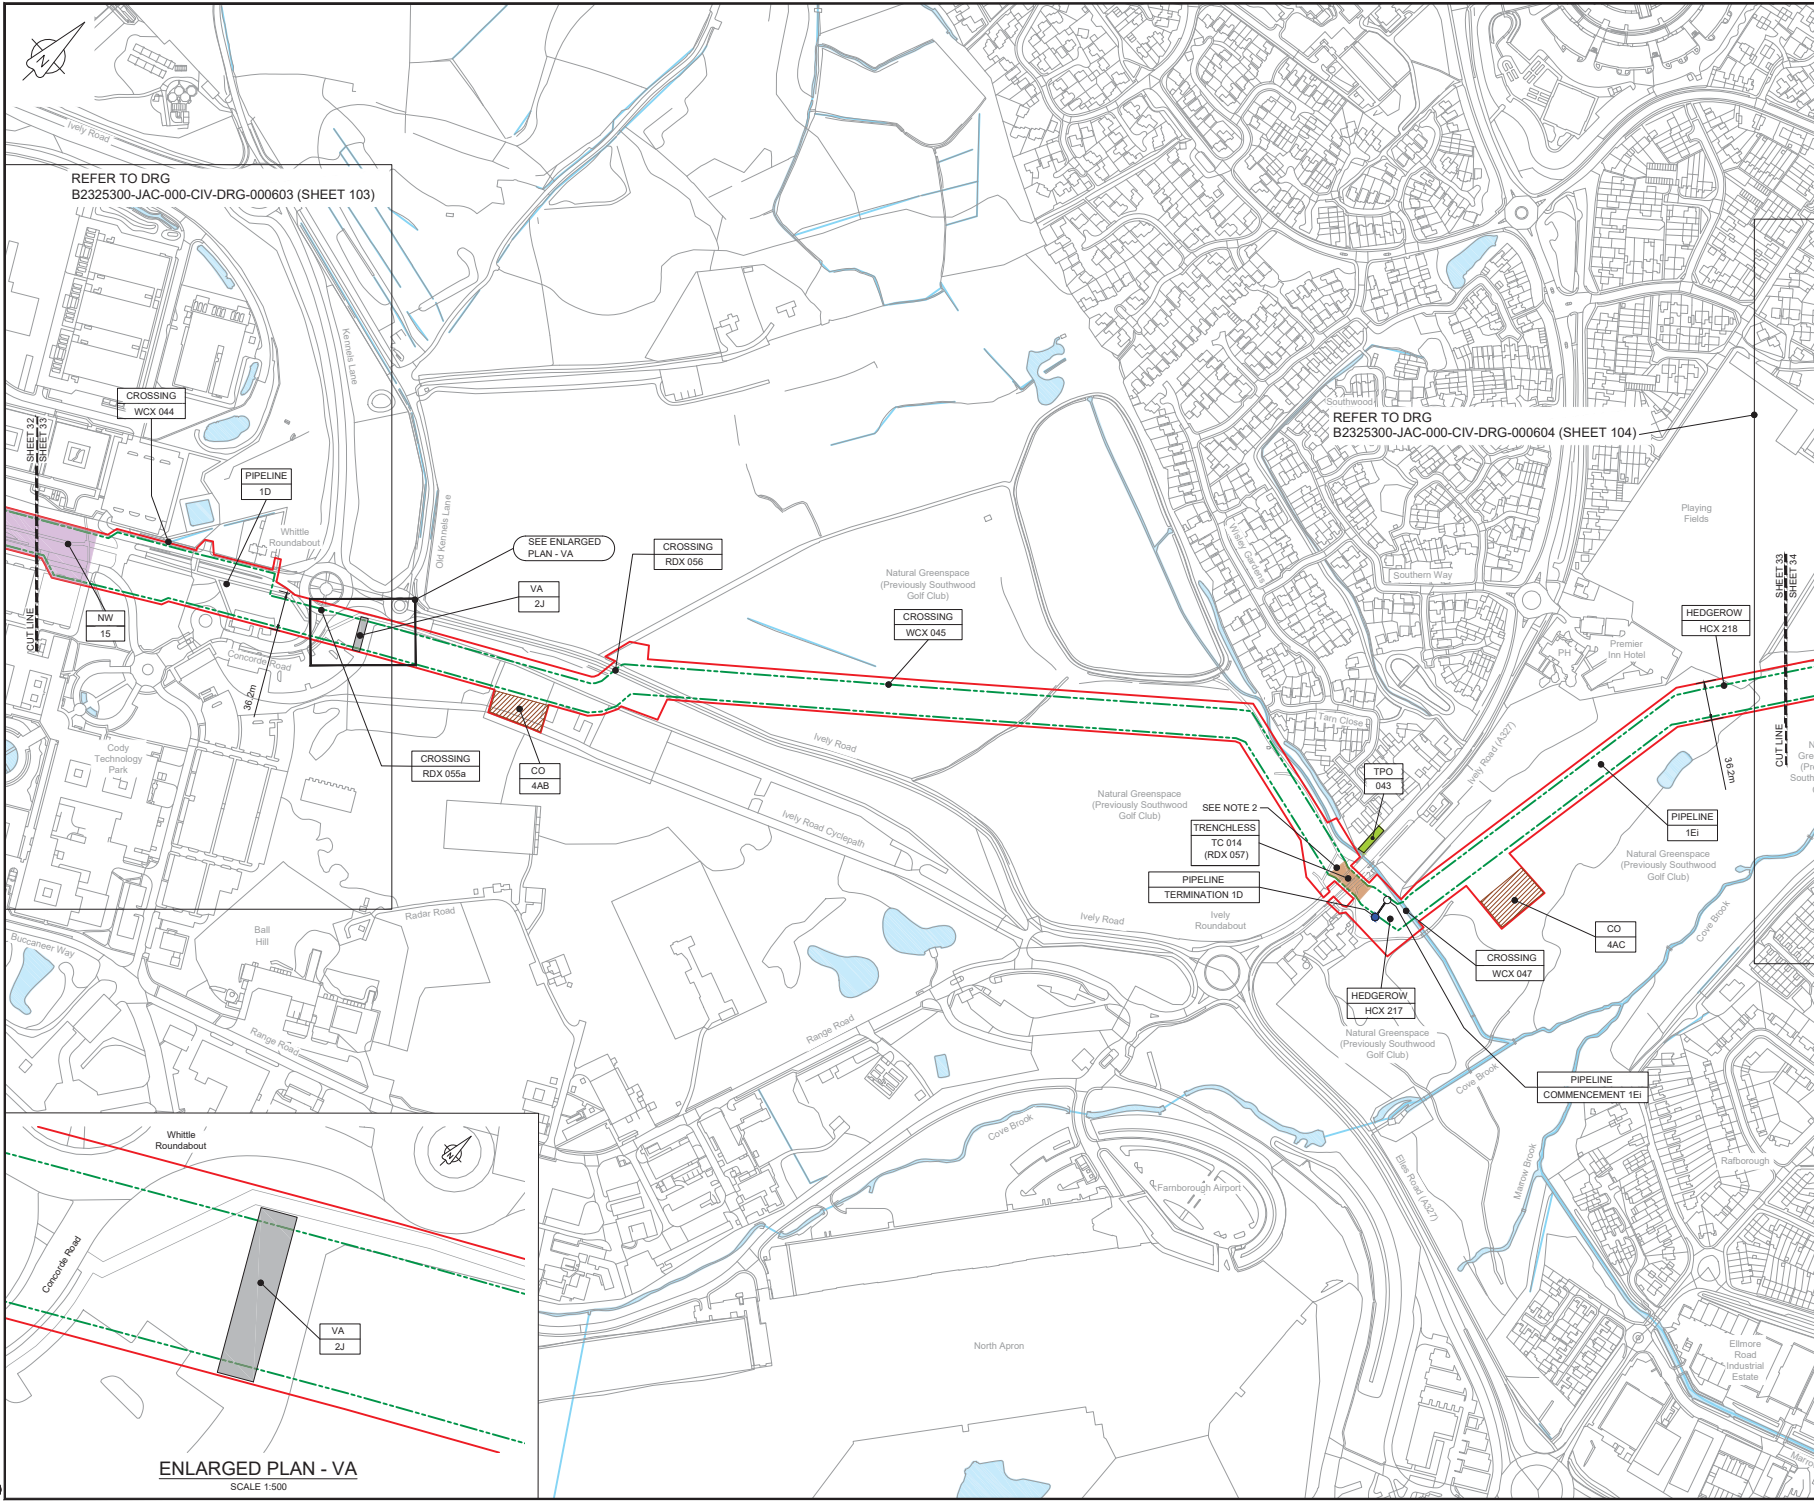 N
Ively Road
REFER TO DRG
B2325300-JAC-000-CIV-DRG-000603 (SHEET 103)
Kennels Lane
CROSSING
WCX 044
SHEET 32
SHEET 33
CUT LINE
PIPELINE
1D
Whittle
Roundabout
Old Kennels Lane
SEE ENLARGED
PLAN - VA
VA
2J
CROSSING
RDX 056
NW
15
Concorde Road
36.2m
Cody
Technology
Park
CROSSING
RDX 055a
CO
4AB
Natural Greenspace
(Previously Southwood
Golf Club)
CROSSING
WCX 045
Ively Road
Ively Road Cyclepath
Southwood
REFER TO DRG
B2325300-JAC-000-CIV-DRG-000604 (SHEET 104)
Playing
Fields
Wisley Gardens
Southern Way
SHEET 33
SHEET 34
CUT LINE
HEDGEROW
HCX 218
PH
Premier
Inn Hotel
Tarn Close
Ively Road (A327)
36.2m
TPO
043
Natural Greenspace
(Previously Southwood
Golf Club)
SEE NOTE 2
TRENCHLESS
TC 014
(RDX 057)
PIPELINE
TERMINATION 1D
PIPELINE
1Ei
Natural Greenspace
(Previously Southwood
Golf Club)
Ively Road
Ively
Roundabout
CO
4AC
Cove Brook
CROSSING
WCX 047
HEDGEROW
HCX 217
Natural Greenspace
(Previously Southwood
Golf Club)
PIPELINE
COMMENCEMENT 1Ei
Radar Road
Ball
Hill
Buccaneer Way
Range Road
Range Road
Cove Brook
Cove Brook
Marrow Brook
Elles Road (A327)
Rafborough
Farnborough Airport
North Apron
Ellmore
Road
Industrial
Estate
Whittle
Roundabout
N
Concorde Road
VA
2J
ENLARGED PLAN - VA
SCALE 1:500